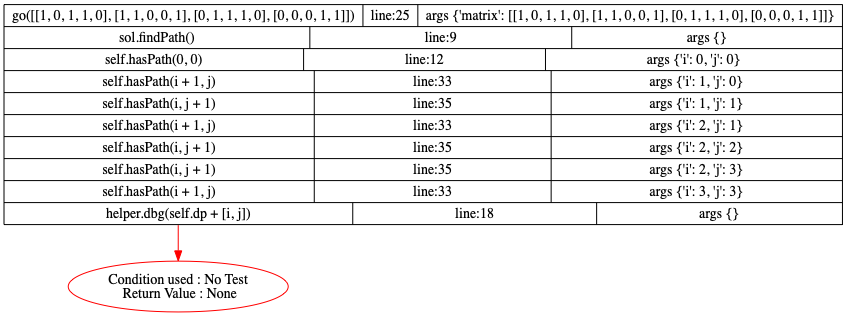 go([[1, 0, 1, 1, 0], [1, 1, 0, 0, 1], [0, 1, 1, 1, 0], [0, 0, 0, 1, 1]]) line:25 args {'matrix': [[1, 0, 1, 1, 0], [1, 1, 0, 0, 1], [0, 1, 1, 1, 0], [0, 0, 0, 1, 1]]}
sol.findPath() line:9 args {}
self.hasPath(0, 0) line:12 args {'i': 0, 'j': 0}
self.hasPath(i + 1, j) line:33 args {'i': 1, 'j': 0}
self.hasPath(i, j + 1) line:35 args {'i': 1, 'j': 1}
self.hasPath(i + 1, j) line:33 args {'i': 2, 'j': 1}
self.hasPath(i, j + 1) line:35 args {'i': 2, 'j': 2}
self.hasPath(i, j + 1) line:35 args {'i': 2, 'j': 3}
self.hasPath(i + 1, j) line:33 args {'i': 3, 'j': 3}
helper.dbg(self.dp + [i, j]) line:18 args {}
Condition used : No Test
Return Value : None